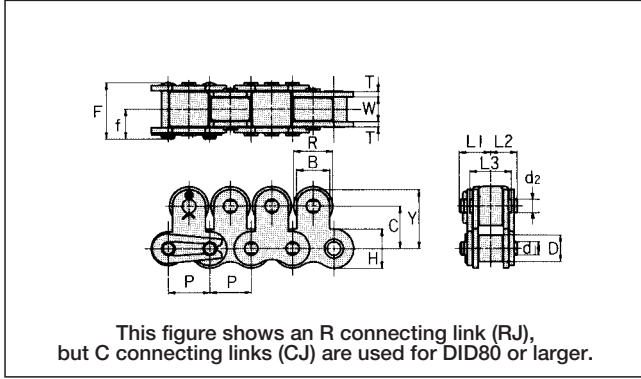 F
f
T
W
T
R
B
Y
C
H
P
P
L1
L2
L3
d2
d1
D
This figure shows an R connecting link (RJ),
but C connecting links (CJ) are used for DID80 or larger.